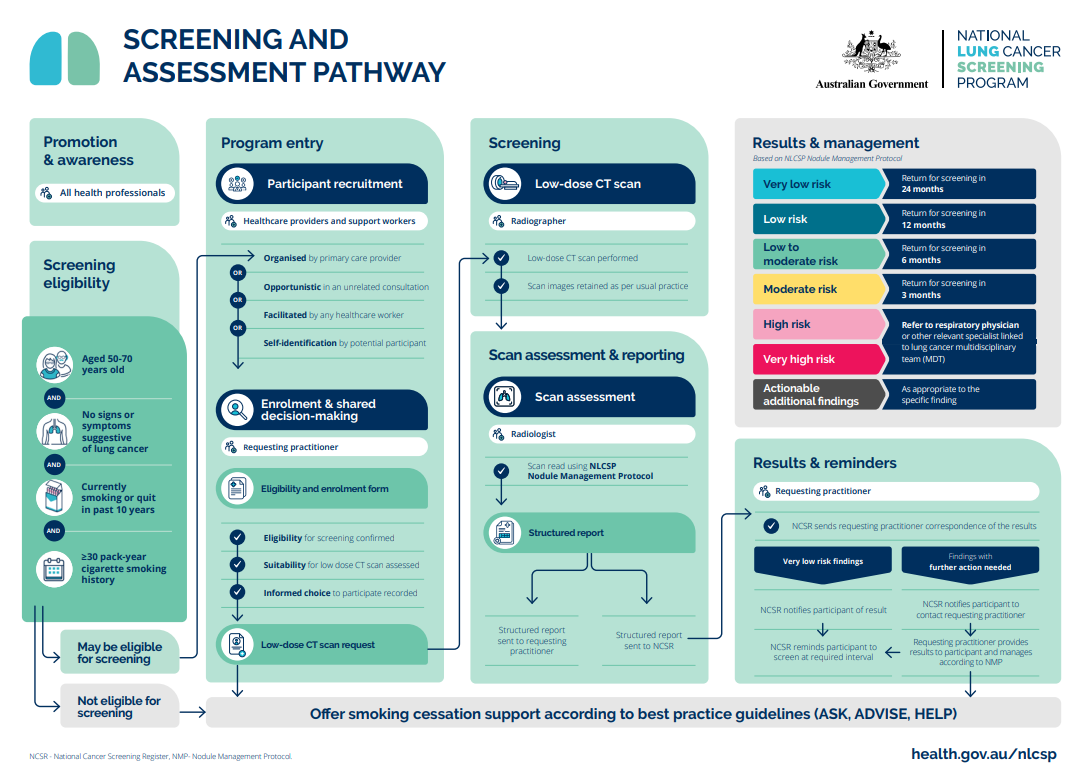 SCREENING AND
ASSESSMENT PATHWAY
Australian Government
NATIONAL
LUNG CANCER
SCREENING
PROGRAM
Promotion
& awareness
All health professionals
Screening
eligibility
Aged 50-70
years old
AND
No signs or
symptoms
suggestive
of lung cancer
AND
Currently
smoking or quit
in past 10 years
AND
≥30 pack-year
cigarette smoking
history
May be eligible
for screening
Not eligible for
screening
Program entry
Participant recruitment
Healthcare providers and support workers
Organised by primary care provider
OR
Opportunistic in an unrelated consultation
OR
Facilitated by any healthcare worker
OR
Self-identification by potential participant
Enrolment & shared
decision-making
Requesting practitioner
Eligibility and enrolment form
Eligibility for screening confirmed
Suitability for low dose CT scan assessed
Informed choice to participate recorded
Low-dose CT scan request
Screening
Low-dose CT scan
Radiographer
Low-dose CT scan performed
Scan images retained as per usual practice
Scan assessment & reporting
Scan assessment
Radiologist
Scan read using NLCSP
Nodule Management Protocol
Structured report
Structured report
sent to requesting
practitioner
Structured report
sent to NCSR
Results & management
Based on NLCSP Nodule Management Protocol
Very low risk
Return for screening in
24 months
Low risk
Return for screening in
12 months
Low to
moderate risk
Return for screening in
6 months
Moderate risk
Return for screening in
3 months
High risk
Very high risk
Refer to respiratory physician
or other relevant specialist linked
to lung cancer multidisciplinary
team (MDT)
Actionable
additional findings
As appropriate to the
specific finding
Results & reminders
Requesting practitioner
NCSR sends requesting practitioner correspondence of the results
Very low risk findings
Findings with
further action needed
NCSR notifies participant of result
NCSR notifies participant to
contact requesting practitioner
NCSR reminds participant to
screen at required interval
Requesting practitioner provides
results to participant and manages
according to NMP
Offer smoking cessation support according to best practice guidelines (ASK, ADVISE, HELP)
NCSR - National Cancer Screening Register, NMP- Nodule Management Protocol.
health.gov.au/nlcsp